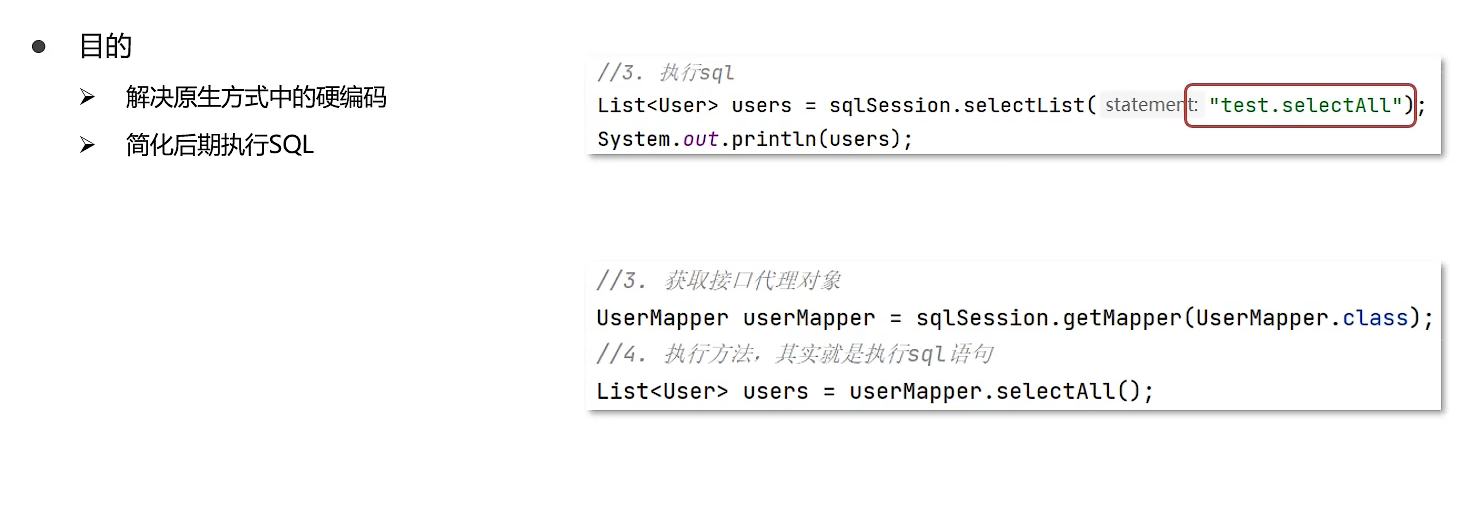 目的
解决原生方式中的硬编码
简化后期执行SQL
//3. 执行sql
List<User> users = sqlSession.selectList( statement: "test.selectAll");
System.out.println(users);
//3. 获取接口代理对象
UserMapper userMapper = sqlSession.getMapper(UserMapper.class);
//4. 执行方法，其实就是执行sql语句
List<User> users = userMapper.selectAll();